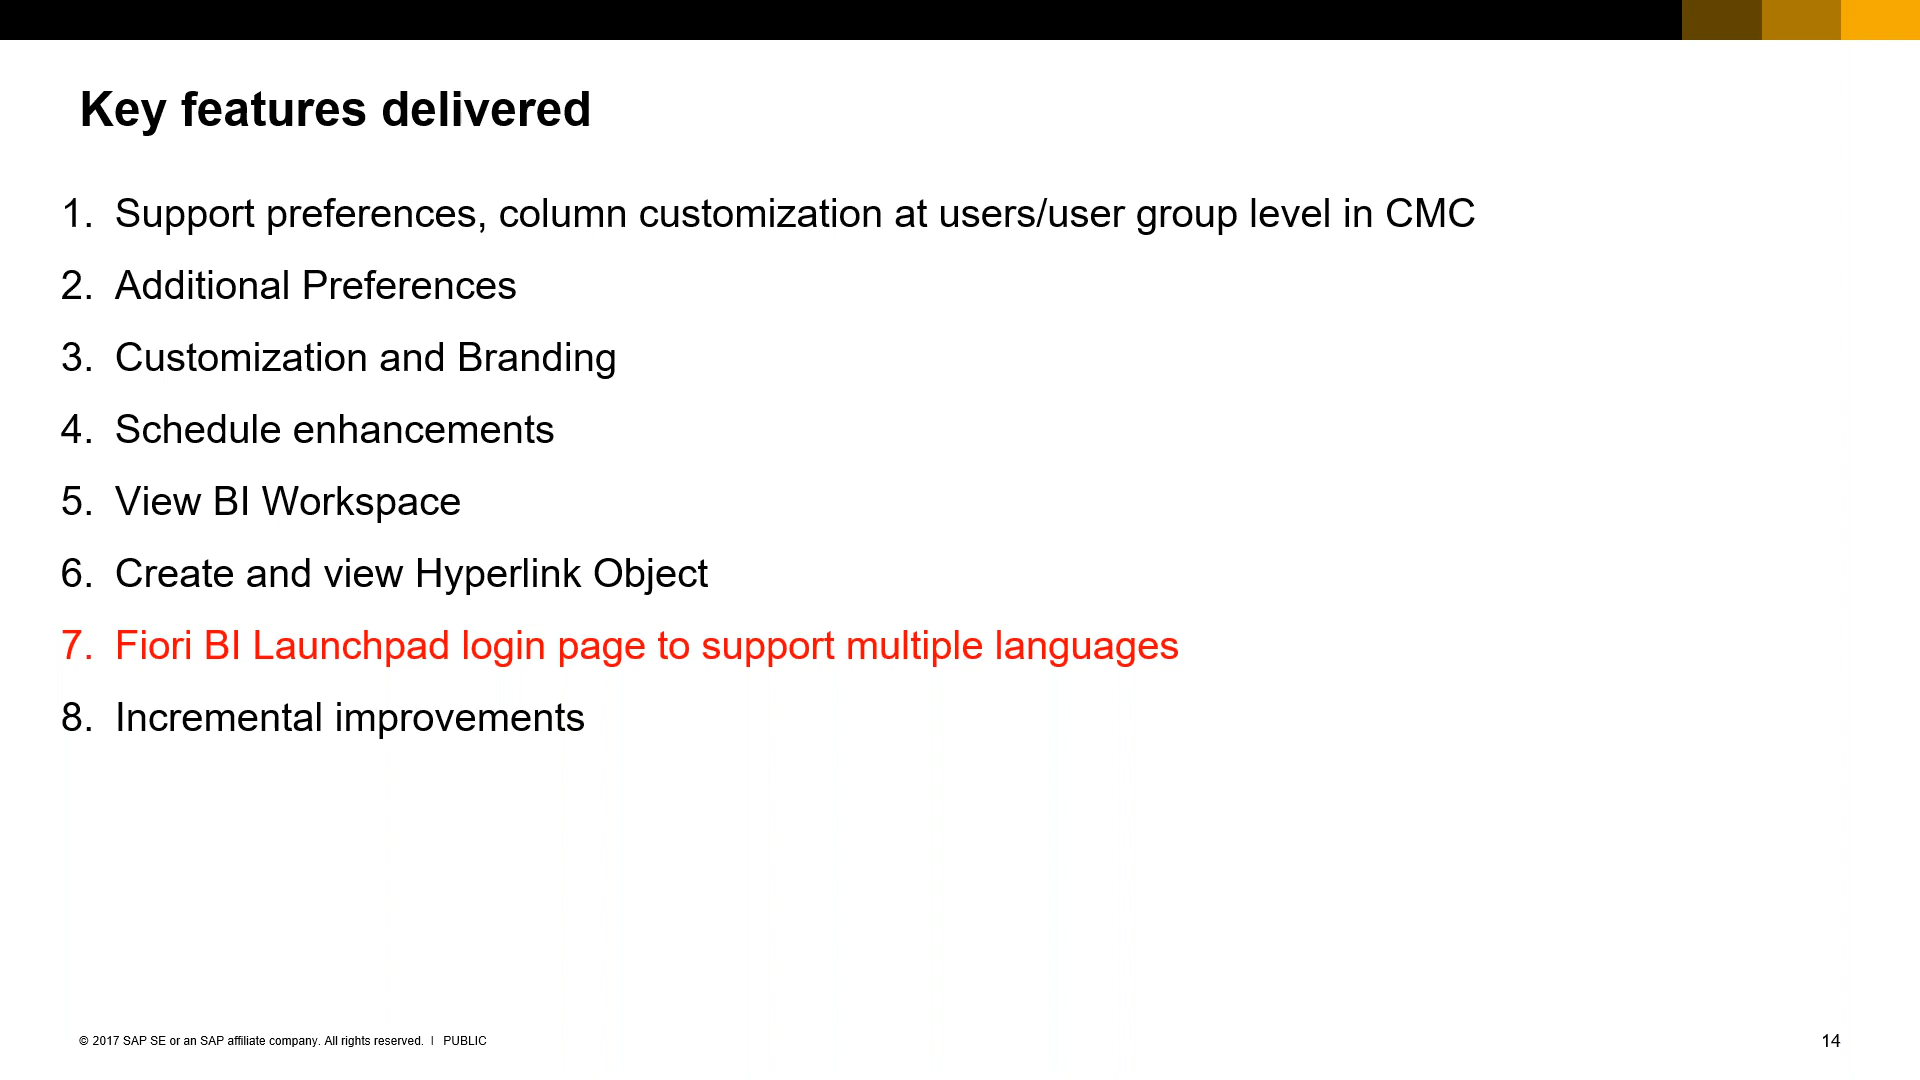 Key features delivered
1. Support preferences, column customization at users/user group level in CMC
2. Additional Preferences
3. Customization and Branding
4. Schedule enhancements
5. View BI Workspace
6. Create and view Hyperlink Object
7. Fiori BI Launchpad login page to support multiple languages
8. Incremental improvements
© 2017 SAP SE or an SAP affiliate company. All rights reserved. | PUBLIC
14